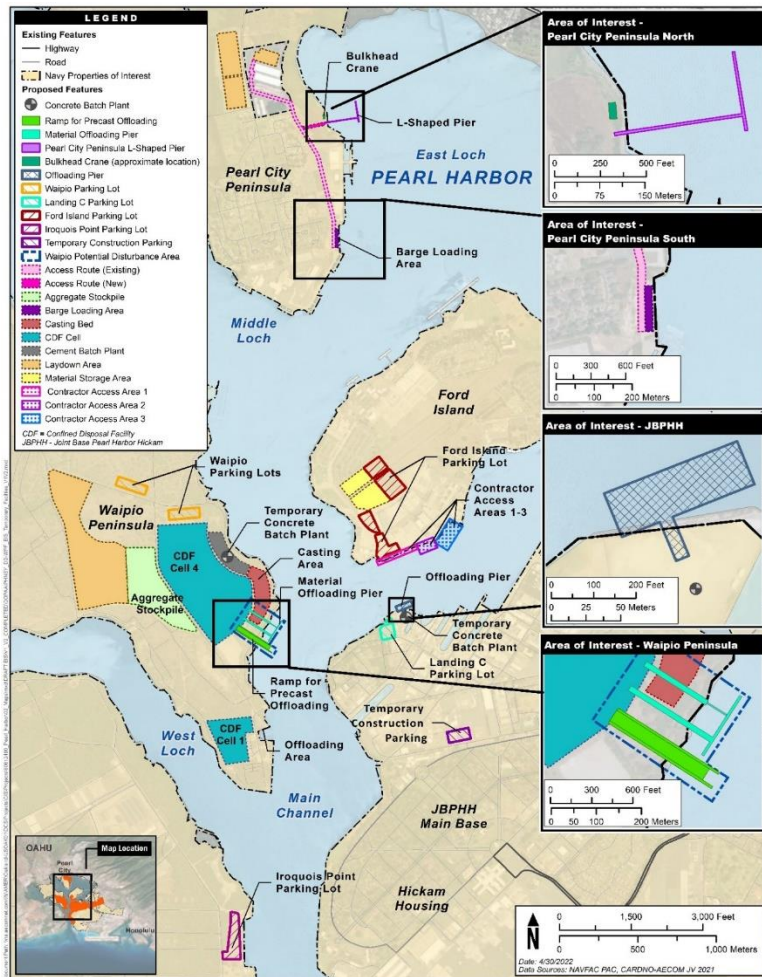 LEGEND
Existing Features
Highway
Road
Navy Properties of Interest
Proposed Features
Concrete Batch Plant
Ramp for Precast Offloading
Material Offloading Pier
Pearl City Peninsula L-Shaped Pier
Bulkhead Crane (approximate location)
Offloading Pier
Waipio Parking Lot
Landing C Parking Lot
Ford Island Parking Lot
Iroquois Point Parking Lot
Temporary Construction Parking
Waipio Potential Disturbance Area
Access Route (Existing)
Access Route (New)
Aggregate Stockpile
Barge Loading Area
Casting Bed
CDF Cell
Cement Batch Plant
Laydown Area
Material Storage Area
Contractor Access Area 1
Contractor Access Area 2
Contractor Access Area 3
CDF = Confined Disposal Facility
JBPHH - Joint Base Pearl Harbor Hickam
Bulkhead
Crane
L-Shaped Pier
East Loch
PEARL HARBOR
Pearl City
Peninsula
Barge Loading
Area
Middle
Loch
Ford
Island
Ford Island
Parking Lot
Contractor
Access
Areas 1-3
Waipio
Parking Lots
Waipio
Peninsula
Temporary
Concrete
Batch Plant
CDF
Cell 4
Casting
Area
Material
Offloading Pier
Aggregate
Stockpile
Offloading Pier
Temporary
Concrete
Batch Plant
Landing C
Parking Lot
Ramp for
Precast
Offloading
Temporary
Construction
Parking
West
Loch
CDF
Cell 1
Offloading
Area
Main
Channel
JBPHH
Main Base
Hickam
Housing
Iroquois Point
Parking Lot
Area of Interest -
Pearl City Peninsula North
0 250 500 Feet
0 75 150 Meters
Area of Interest -
Pearl City Peninsula South
0 300 600 Feet
0 100 200 Meters
Area of Interest - JBPHH
0 100 200 Feet
0 25 50 Meters
Area of Interest - Waipio Peninsula
0 300 600 Feet
0 50 100 200 Meters
OAHU
Map Location
Pearl
City
Honolulu
N
0 1,500 3,000 Feet
0 500 1,000 Meters
Date: 4/30/2022
Data Sources: NAVFAC PAC, CARDNO-AECOM JV 2021